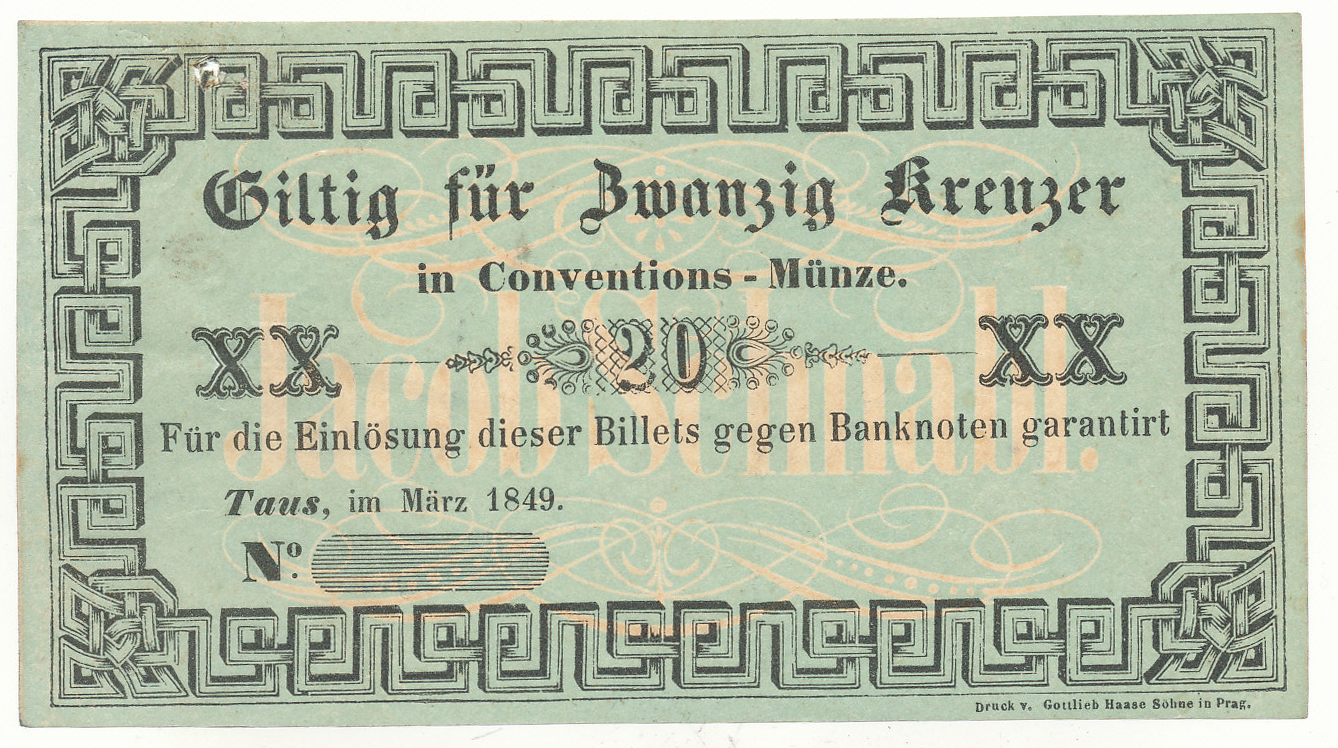 Giltig für Zwanzig Kreuzer
in Conventions-Münze.
XX 20 XX
Jacob Schnabl.
Für die Einlösung dieser Billets gegen Banknoten garantirt
Taus, im März 1849.
No.
Druck v. Gottlieb Haase Söhne in Prag.